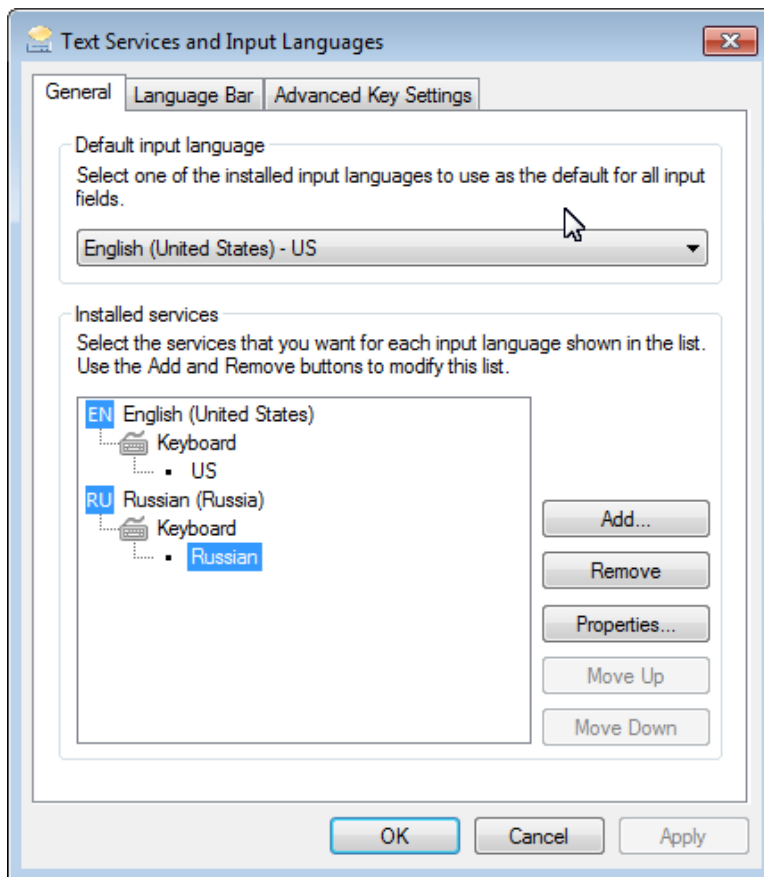 Text Services and Input Languages
General
Language Bar
Advanced Key Settings
Default input language
Select one of the installed input languages to use as the default for all input
fields.
English (United States) - US
Installed services
Select the services that you want for each input language shown in the list.
Use the Add and Remove buttons to modify this list.
EN English (United States)
Keyboard
US
RU Russian (Russia)
Keyboard
Russian
Add...
Remove
Properties...
Move Up
Move Down
OK
Cancel
Apply